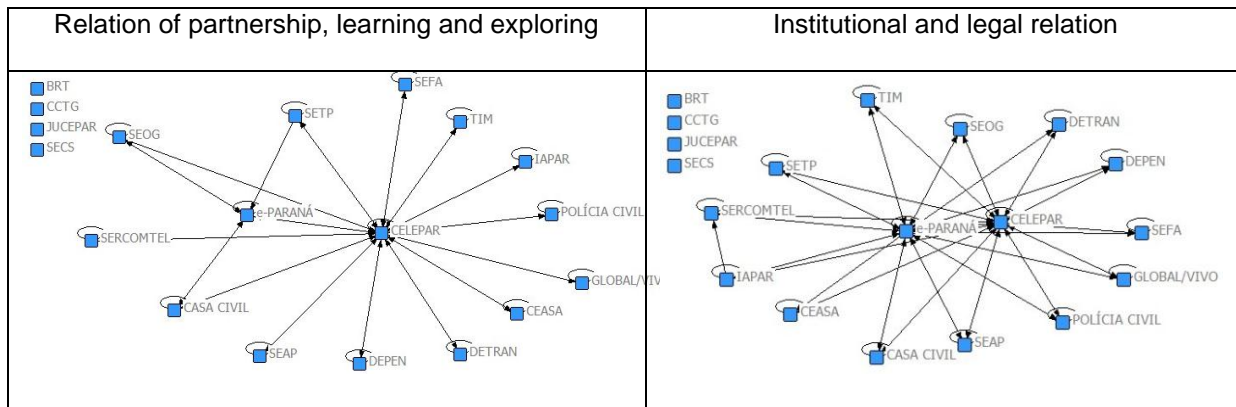 Relation of partnership, learning and exploring
Institutional and legal relation
BRT
CCTG
JUCEPAR
SECS
SEFA
SETP
TIM
SEOG
IAPAR
e-PARANÁ
POLÍCIA CIVIL
CELEPAR
SERCOMTEL
GLOBAL/VIVO
CASA CIVIL
CEASA
SEAP
DEPEN
DETRAN
BRT
CCTG
JUCEPAR
SECS
TIM
SEOG
DETRAN
SETP
DEPEN
SERCOMTEL
e-PARANÁ
CELEPAR
SEFA
IAPAR
GLOBAL/VIVO
CEASA
POLÍCIA CIVIL
SEAP
CASA CIVIL